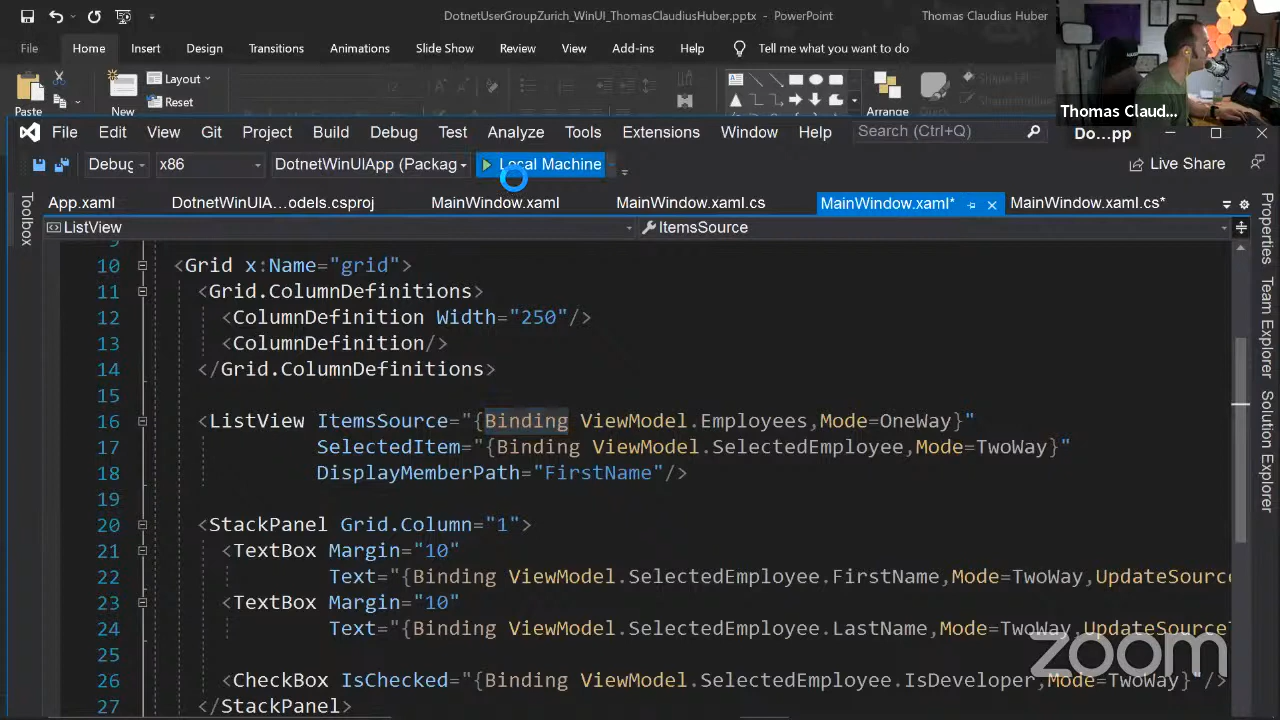 DotnetUserGroupZurich_WinUI_ThomasClaudiusHuber.pptx - PowerPoint
Thomas Claudius Huber
File Home Insert Design Transitions Animations Slide Show Review View Add-ins Help Tell me what you want to do
Paste
New
Layout
Reset
12
Arrange
Shape Fill
Thomas Claud...
File Edit View Git Project Build Debug Test Analyze Tools Extensions Window Help Search (Ctrl+Q) Do...pp
Debug x86 DotnetWinUIApp (Packag Local Machine Live Share
App.xaml DotnetWinUIA...odels.csproj MainWindow.xaml MainWindow.xaml.cs MainWindow.xaml* MainWindow.xaml.cs*
ListView ItemsSource
Toolbox
Properties
Team Explorer
Solution Explorer
9
10 <Grid x:Name="grid">
11 <Grid.ColumnDefinitions>
12 <ColumnDefinition Width="250"/>
13 <ColumnDefinition/>
14 </Grid.ColumnDefinitions>
15
16 <ListView ItemsSource="{Binding ViewModel.Employees,Mode=OneWay}"
17 SelectedItem="{Binding ViewModel.SelectedEmployee,Mode=TwoWay}"
18 DisplayMemberPath="FirstName"/>
19
20 <StackPanel Grid.Column="1">
21 <TextBox Margin="10"
22 Text="{Binding ViewModel.SelectedEmployee.FirstName,Mode=TwoWay,UpdateSourc
23 <TextBox Margin="10"
24 Text="{Binding ViewModel.SelectedEmployee.LastName,Mode=TwoWay,UpdateSource
25
26 <CheckBox IsChecked="{Binding ViewModel.SelectedEmployee.IsDeveloper,Mode=TwoWay}"/>
27 </StackPanel>
zoom